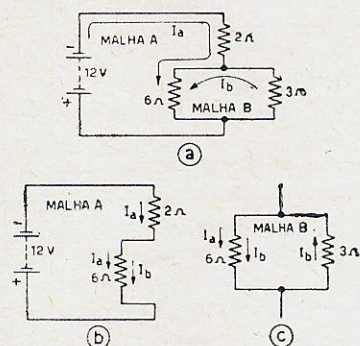 MALHA A Ia
2Ω
-
12V
+
Ib
6Ω
3Ω
MALHA B
a
MALHA A
Ia
2Ω
-
12V
+
Ia
6Ω
Ib
b
MALHA B
Ia
6Ω
Ib
Ib
3Ω
c